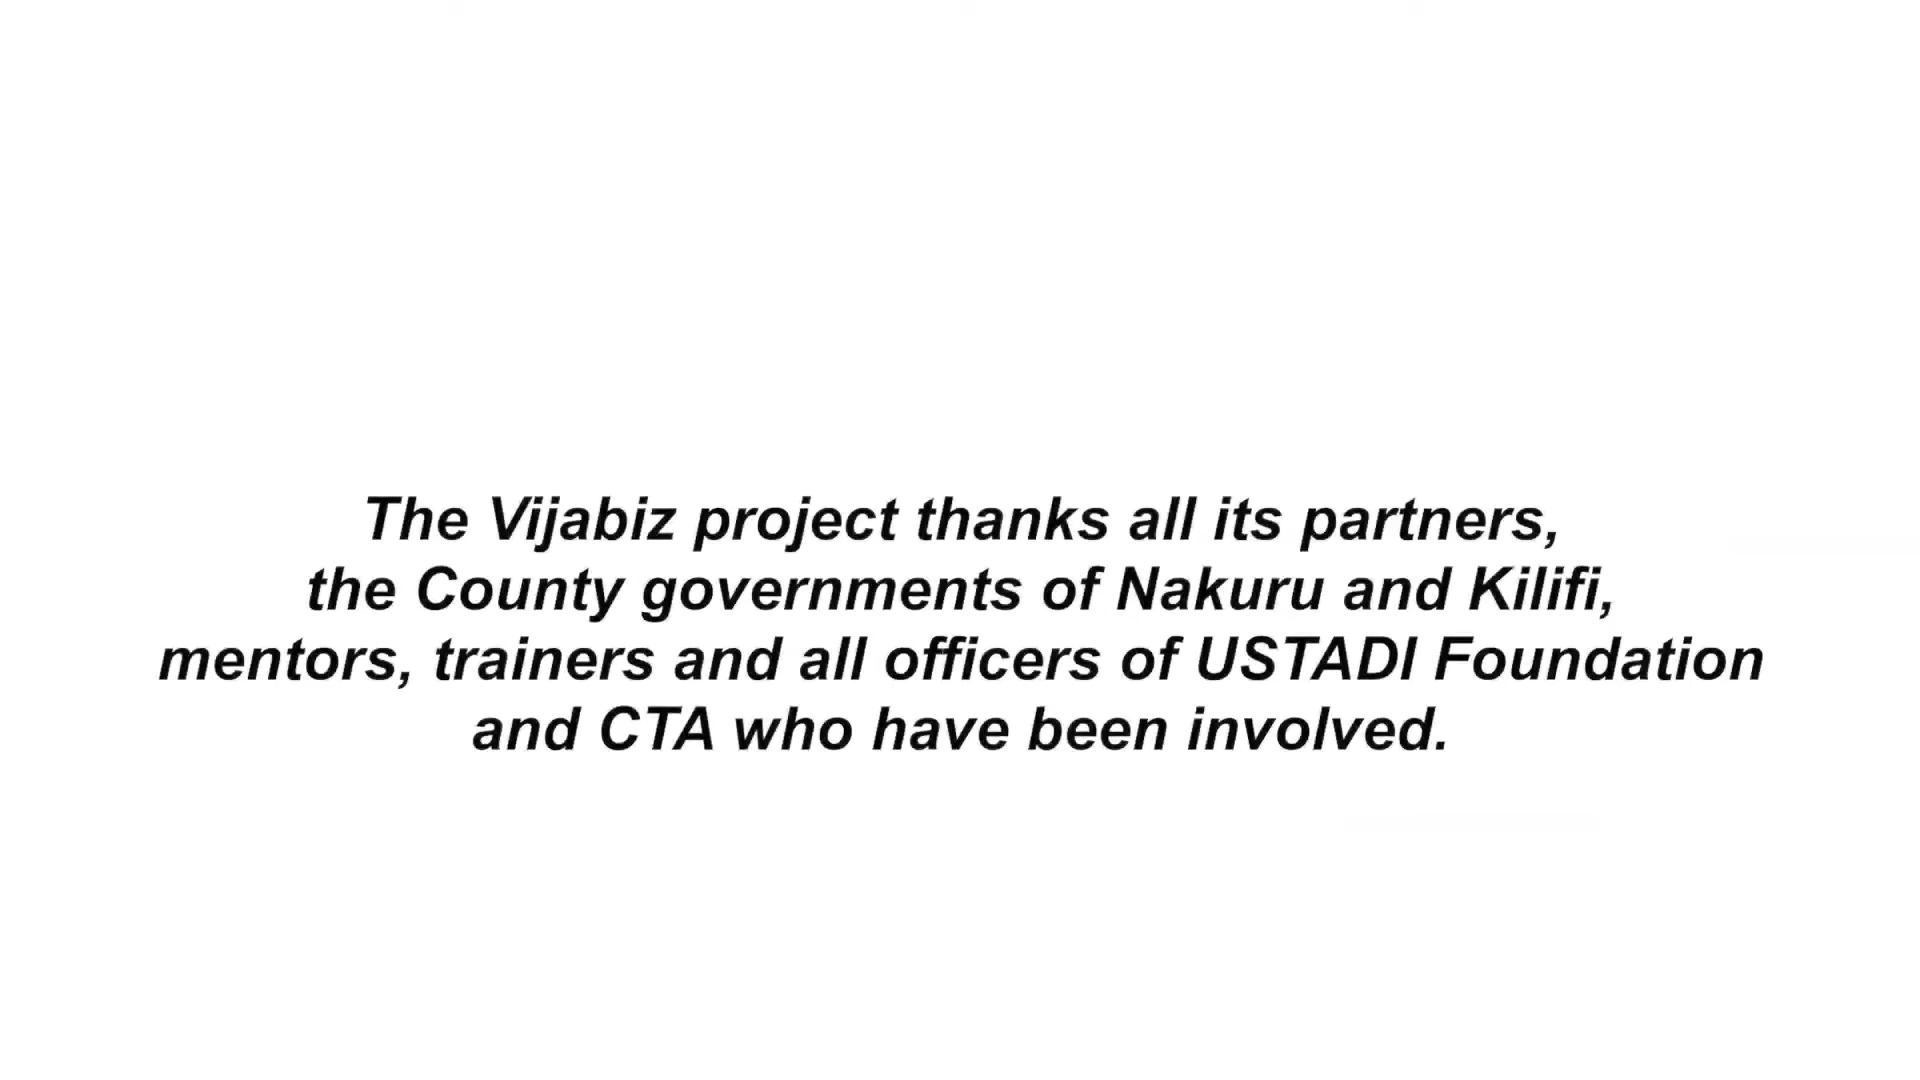 The Vijabiz project thanks all its partners,
the County governments of Nakuru and Kilifi,
mentors, trainers and all officers of USTADI Foundation
and CTA who have been involved.